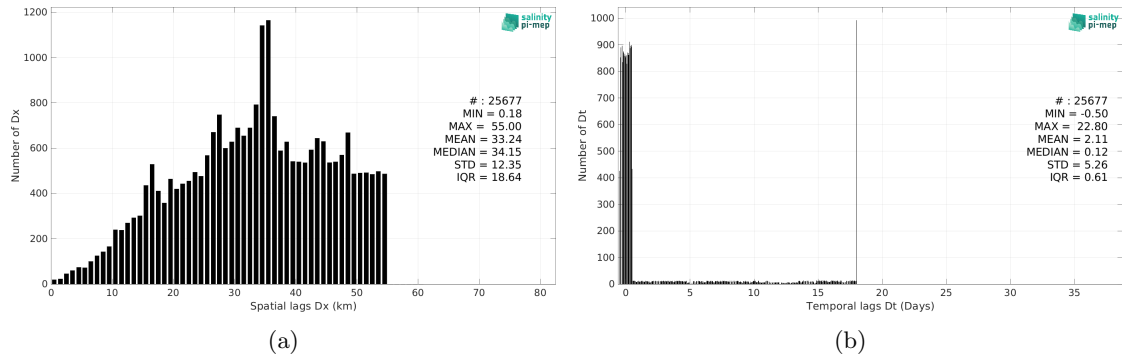 1200
1000
800
600
400
200
0
0 10 20 30 40 50 60 70 80
Number of Dx
Spatial lags Dx (km)
salinity
pi-mep
# : 25677
MIN = 0.18
MAX = 55.00
MEAN = 33.24
MEDIAN = 34.15
STD = 12.35
IQR = 18.64
(a)
1000
900
800
700
600
500
400
300
200
100
0
0 5 10 15 20 25 30 35
Number of Dt
Temporal lags Dt (Days)
salinity
pi-mep
# : 25677
MIN = -0.50
MAX = 22.80
MEAN = 2.11
MEDIAN = 0.12
STD = 5.26
IQR = 0.61
(b)